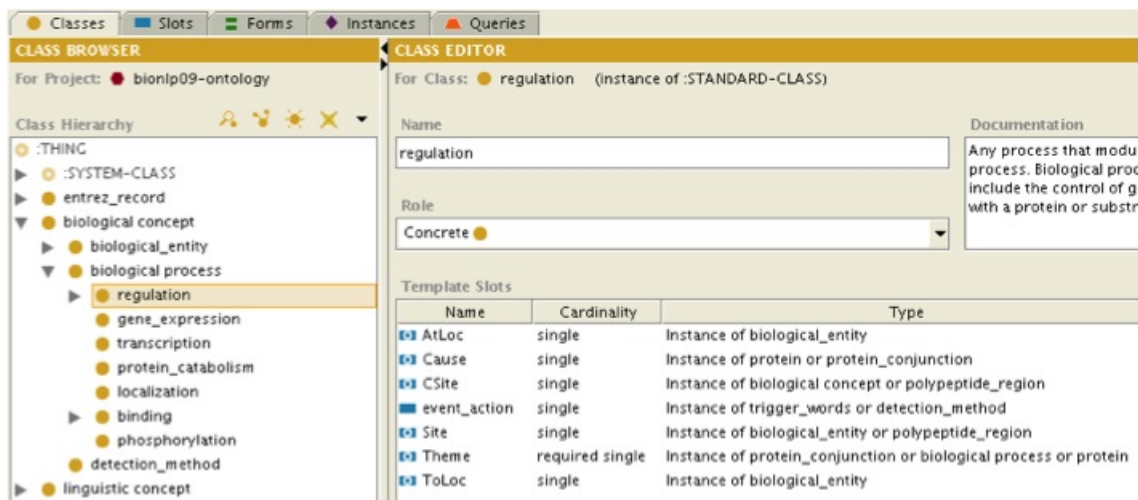 Classes Slots Forms Instances Queries
CLASS BROWSER
For Project: bionlp09-ontology
Class Hierarchy
:THING
:SYSTEM-CLASS
entrez_record
biological concept
biological_entity
biological process
regulation
gene_expression
transcription
protein_catabolism
localization
binding
phosphorylation
detection_method
linguistic concept
CLASS EDITOR
For Class: regulation (instance of :STANDARD-CLASS)
Name
regulation
Role
Concrete
Documentation
Any process that modu
process. Biological proc
include the control of g
with a protein or substr
Template Slots
Name Cardinality Type
AtLoc single Instance of biological_entity
Cause single Instance of protein or protein_conjunction
CSite single Instance of biological concept or polypeptide_region
event_action single Instance of trigger_words or detection_method
Site single Instance of biological_entity or polypeptide_region
Theme required single Instance of protein_conjunction or biological process or protein
ToLoc single Instance of biological_entity